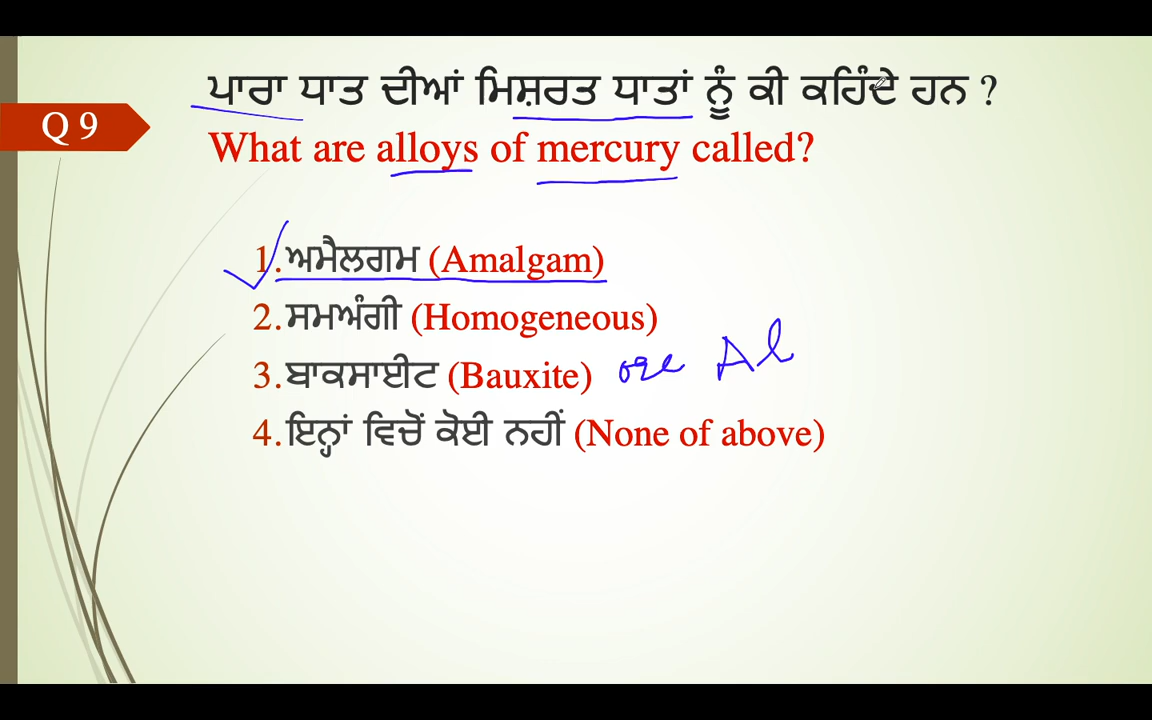 ਪਾਰਾ ਧਾਤ ਦੀਆਂ ਮਿਸ਼ਰਤ ਧਾਤਾਂ ਨੂੰ ਕੀ ਕਹਿੰਦੇ ਹਨ ?
Q 9
What are alloys of mercury called?
1. ਅਮੈਲਗਮ (Amalgam)
2. ਸਮਅੰਗੀ (Homogeneous)
3. ਬਾਕਸਾਈਟ (Bauxite) ore Al
4. ਇਨ੍ਹਾਂ ਵਿਚੋਂ ਕੋਈ ਨਹੀਂ (None of above)